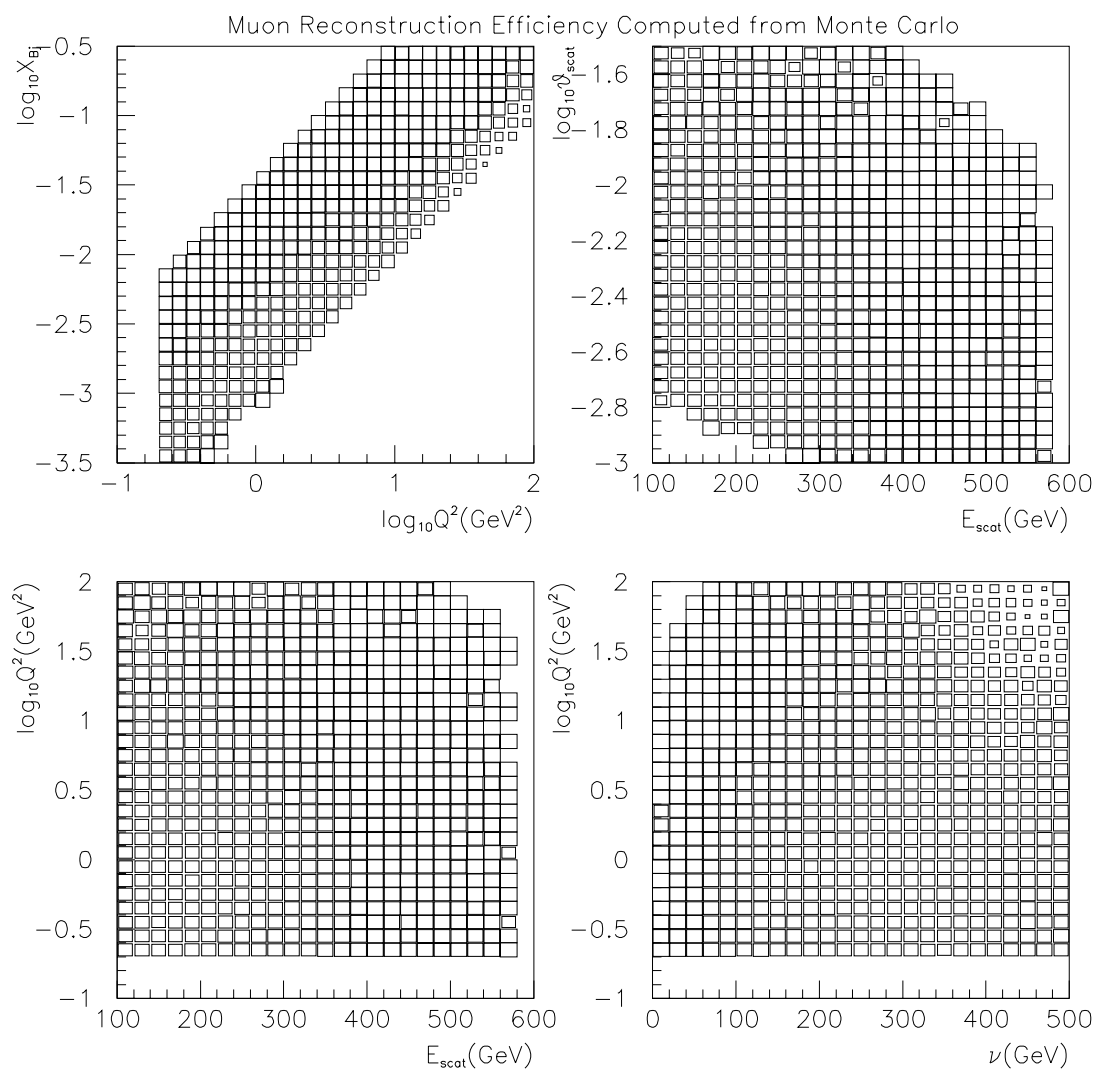 Muon Reconstruction Efficiency Computed from Monte Carlo
log₁₀X_Bj
−0.5
−1
−1.5
−2
−2.5
−3
−3.5
−1 0 1 2
log₁₀Q²(GeV²)
log₁₀ϑ_scat
−1.6
−1.8
−2
−2.2
−2.4
−2.6
−2.8
−3
100 200 300 400 500 600
E_scat(GeV)
log₁₀Q²(GeV²)
2
1.5
1
0.5
0
−0.5
−1
100 200 300 400 500 600
E_scat(GeV)
log₁₀Q²(GeV²)
2
1.5
1
0.5
0
−0.5
−1
0 100 200 300 400 500
ν(GeV)